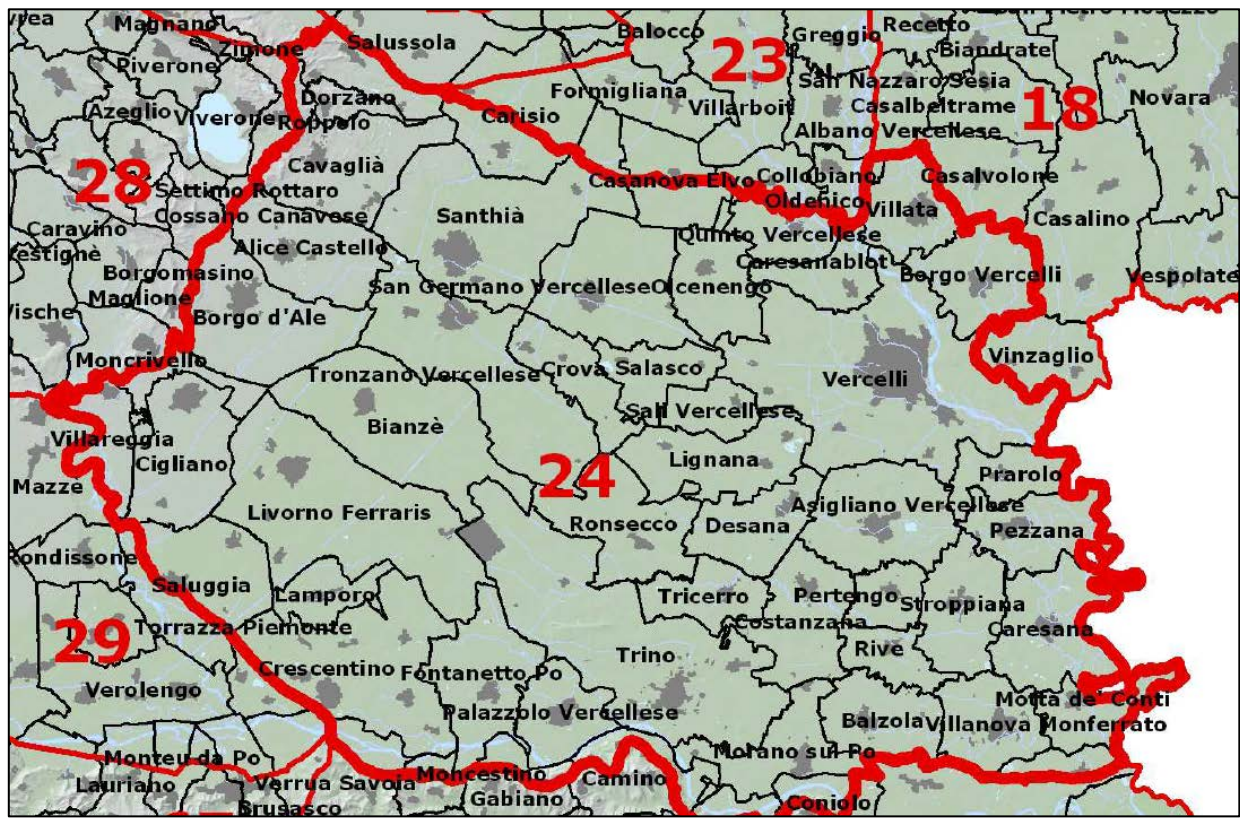 Magnano
Zimone
Salussola
Balocco
Greggio
Recetto
Biandrate
Piverone
23
San Nazzaro Sesia
Dorzano
Formigliana
Villarboit
Casalbeltrame
18
Novara
Azeglio
Viverone
Roppolo
Carisio
Albano Vercellese
28
Cavaglià
Settimo Rottaro
Casanova Elvo
Collobiano
Casalvolone
Oldenico
Villata
Cossano Canavese
Santhià
Casalino
Caravino
Alice Castello
Quinto Vercellese
Caresanablot
Borgomasino
San Germano Vercellese
Olcenengo
Borgo Vercelli
Vespolate
Maglione
Borgo d'Ale
Vische
Moncrivello
Tronzano Vercellese
Crova
Salasco
Vercelli
Vinzaglio
Bianzè
Sali Vercellese
Villareggia
Cigliano
Lignana
24
Prarolo
Mazze
Livorno Ferraris
Ronsecco
Desana
Asigliano Vercellese
Pezzana
Saluggia
Lamporo
Tricerro
Pertengo
Stroppiana
Costanzana
Caresana
29
Torrazza Piemonte
Rive
Trino
Crescentino
Fontanetto Po
Verolengo
Palazzolo Vercellese
Motta de' Conti
Balzola
Villanova Monferrato
Monteu da Po
Morano sul Po
Lauriano
Verrua Savoia
Moncestino
Camino
Gabiano
Coniolo
Brusasco